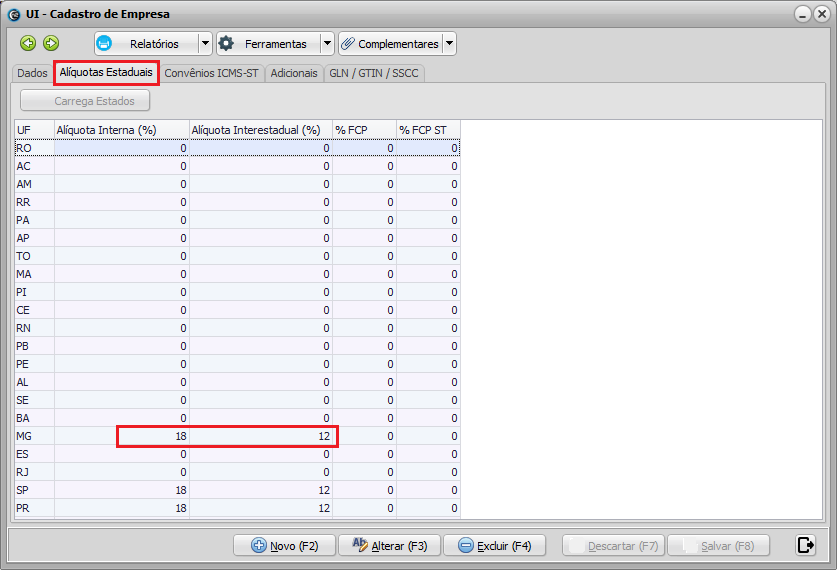 UI - Cadastro de Empresa
Relatórios Ferramentas Complementares
Dados Alíquotas Estaduais Convênios ICMS-ST Adicionais GLN / GTIN / SSCC
Carrega Estados
UF Alíquota Interna (%) Alíquota Interestadual (%) % FCP % FCP ST
RO 0 0 0 0
AC 0 0 0 0
AM 0 0 0 0
RR 0 0 0 0
PA 0 0 0 0
AP 0 0 0 0
TO 0 0 0 0
MA 0 0 0 0
PI 0 0 0 0
CE 0 0 0 0
RN 0 0 0 0
PB 0 0 0 0
PE 0 0 0 0
AL 0 0 0 0
SE 0 0 0 0
BA 0 0 0 0
MG 18 12 0 0
ES 0 0 0 0
RJ 0 0 0 0
SP 18 12 0 0
PR 18 12 0 0
Novo (F2) Alterar (F3) Excluir (F4) Descartar (F7) Salvar (F8)